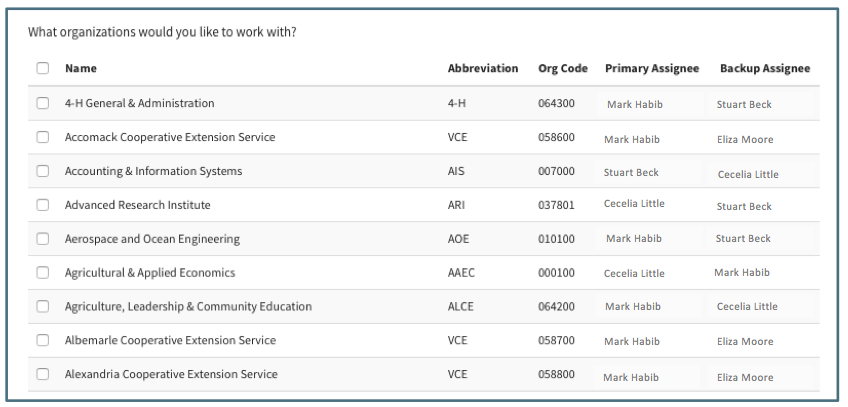 What organizations would you like to work with?
Name Abbreviation Org Code Primary Assignee Backup Assignee
4-H General & Administration 4-H 064300 Mark Habib Stuart Beck
Accomack Cooperative Extension Service VCE 058600 Mark Habib Eliza Moore
Accounting & Information Systems AIS 007000 Stuart Beck Cecelia Little
Advanced Research Institute ARI 037801 Cecelia Little Stuart Beck
Aerospace and Ocean Engineering AOE 010100 Mark Habib Stuart Beck
Agricultural & Applied Economics AAEC 000100 Cecelia Little Mark Habib
Agriculture, Leadership & Community Education ALCE 064200 Mark Habib Cecelia Little
Albemarle Cooperative Extension Service VCE 058700 Mark Habib Eliza Moore
Alexandria Cooperative Extension Service VCE 058800 Mark Habib Eliza Moore